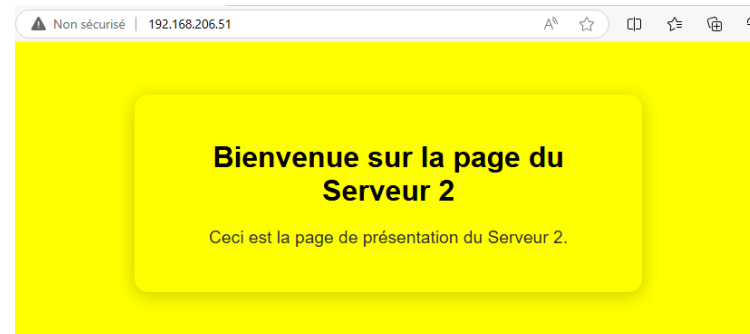 Non sécurisé | 192.168.206.51
Bienvenue sur la page du
Serveur 2
Ceci est la page de présentation du Serveur 2.